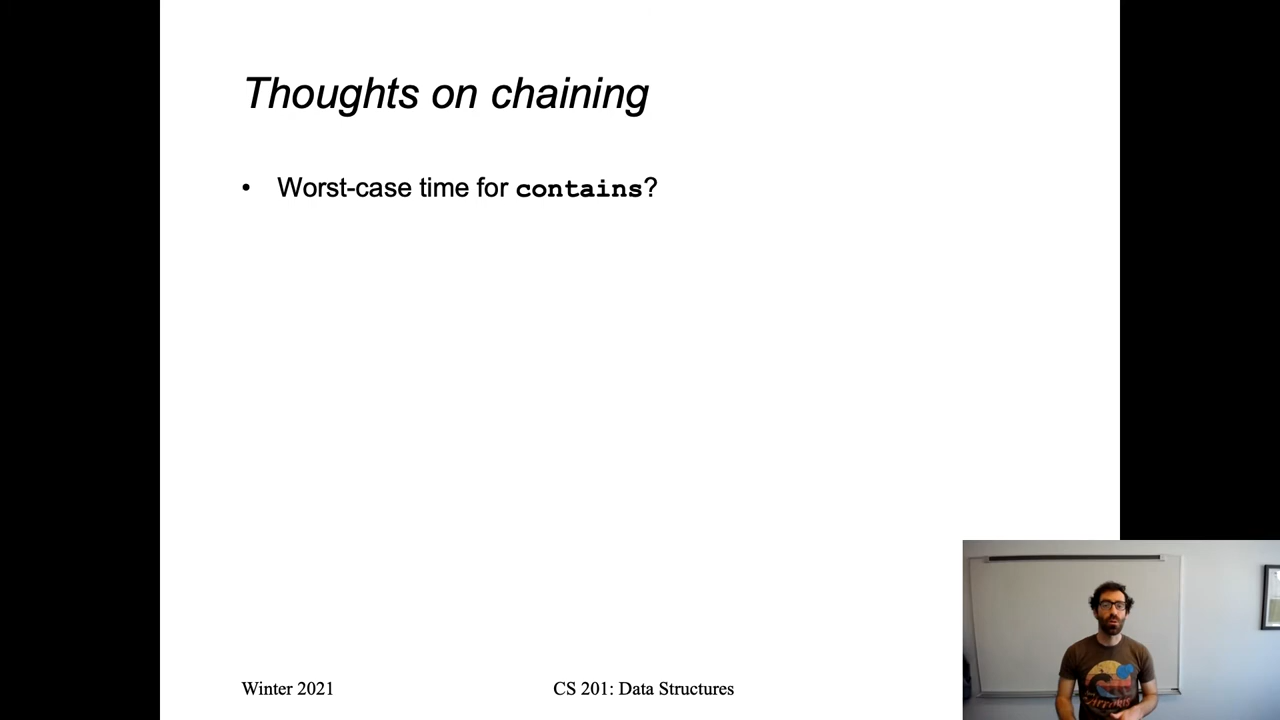 Thoughts on chaining
• Worst-case time for contains?
Winter 2021
CS 201: Data Structures